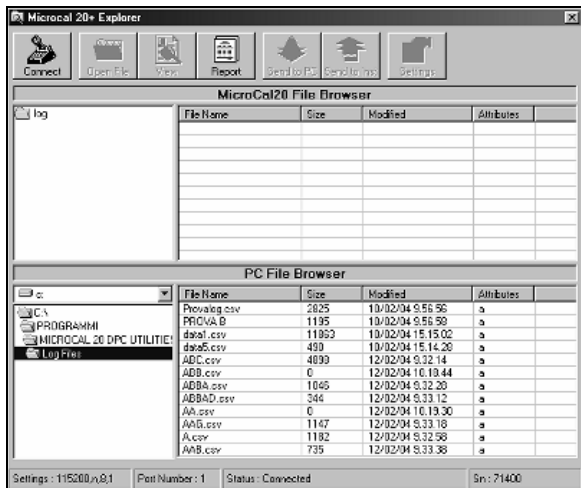 Microcal 20+ Explorer
Connect Open File View Report Send to PC Send to Inst Settings
MicroCal20 File Browser
log
File Name Size Modified Attributes
PC File Browser
c:
C:\
PROGRAMMI
MICROCAL 20 DPC UTILITIES
Log Files
File Name Size Modified Attributes
Provalog.csv 2825 10/02/04 9.56.56 a
PROVA.B 1195 10/02/04 9.56.58 a
data1.csv 11863 10/02/04 15.15.02 a
data5.csv 490 10/02/04 15.14.28 a
ABC.csv 4893 12/02/04 9.32.14 a
ABB.csv 0 12/02/04 10.18.44 a
ABBA.csv 1046 12/02/04 9.32.28 a
ABBAD.csv 344 12/02/04 9.33.12 a
AA.csv 0 12/02/04 10.19.30 a
AAG.csv 1147 12/02/04 9.33.18 a
A.csv 1182 12/02/04 9.32.58 a
AAB.csv 735 12/02/04 9.33.38 a
Settings : 115200,n,8,1 Port Number : 1 Status : Connected Sn : 71400